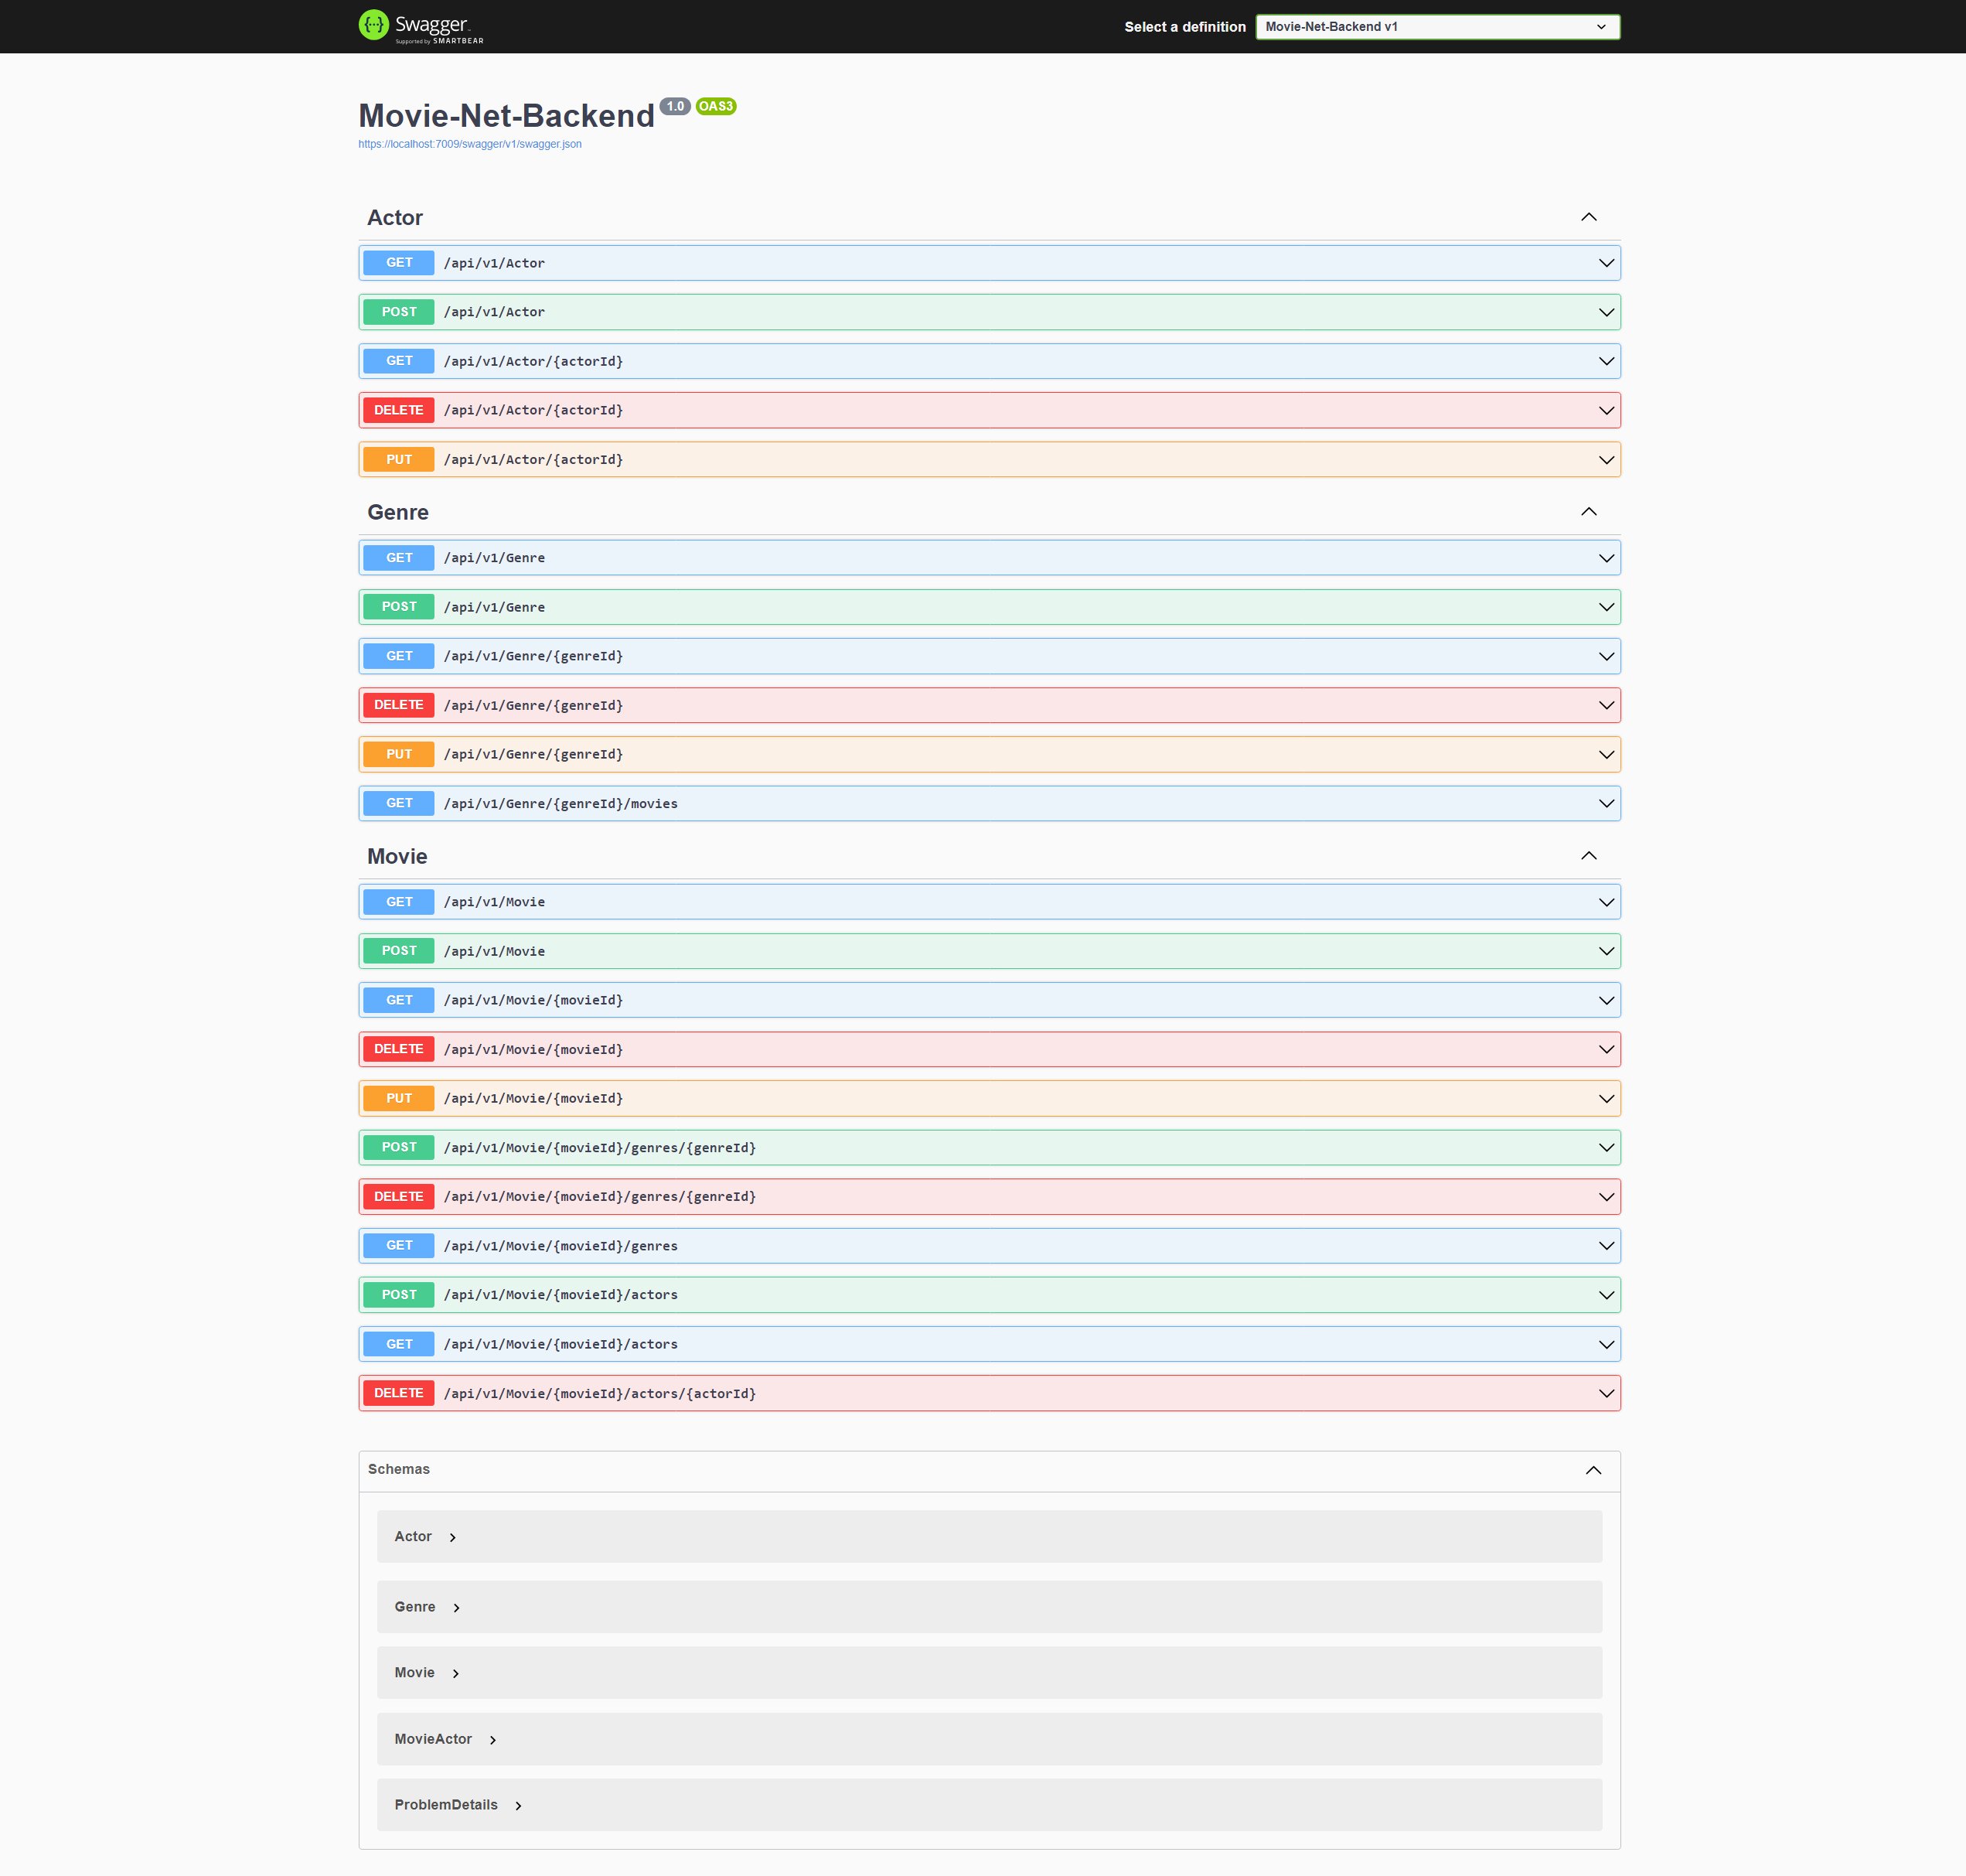 Swagger
Supported by SMARTBEAR
Select a definition
Movie-Net-Backend v1
Movie-Net-Backend 1.0 OAS3
https://localhost:7009/swagger/v1/swagger.json
Actor
GET /api/v1/Actor
POST /api/v1/Actor
GET /api/v1/Actor/{actorId}
DELETE /api/v1/Actor/{actorId}
PUT /api/v1/Actor/{actorId}
Genre
GET /api/v1/Genre
POST /api/v1/Genre
GET /api/v1/Genre/{genreId}
DELETE /api/v1/Genre/{genreId}
PUT /api/v1/Genre/{genreId}
GET /api/v1/Genre/{genreId}/movies
Movie
GET /api/v1/Movie
POST /api/v1/Movie
GET /api/v1/Movie/{movieId}
DELETE /api/v1/Movie/{movieId}
PUT /api/v1/Movie/{movieId}
POST /api/v1/Movie/{movieId}/genres/{genreId}
DELETE /api/v1/Movie/{movieId}/genres/{genreId}
GET /api/v1/Movie/{movieId}/genres
POST /api/v1/Movie/{movieId}/actors
GET /api/v1/Movie/{movieId}/actors
DELETE /api/v1/Movie/{movieId}/actors/{actorId}
Schemas
Actor
Genre
Movie
MovieActor
ProblemDetails